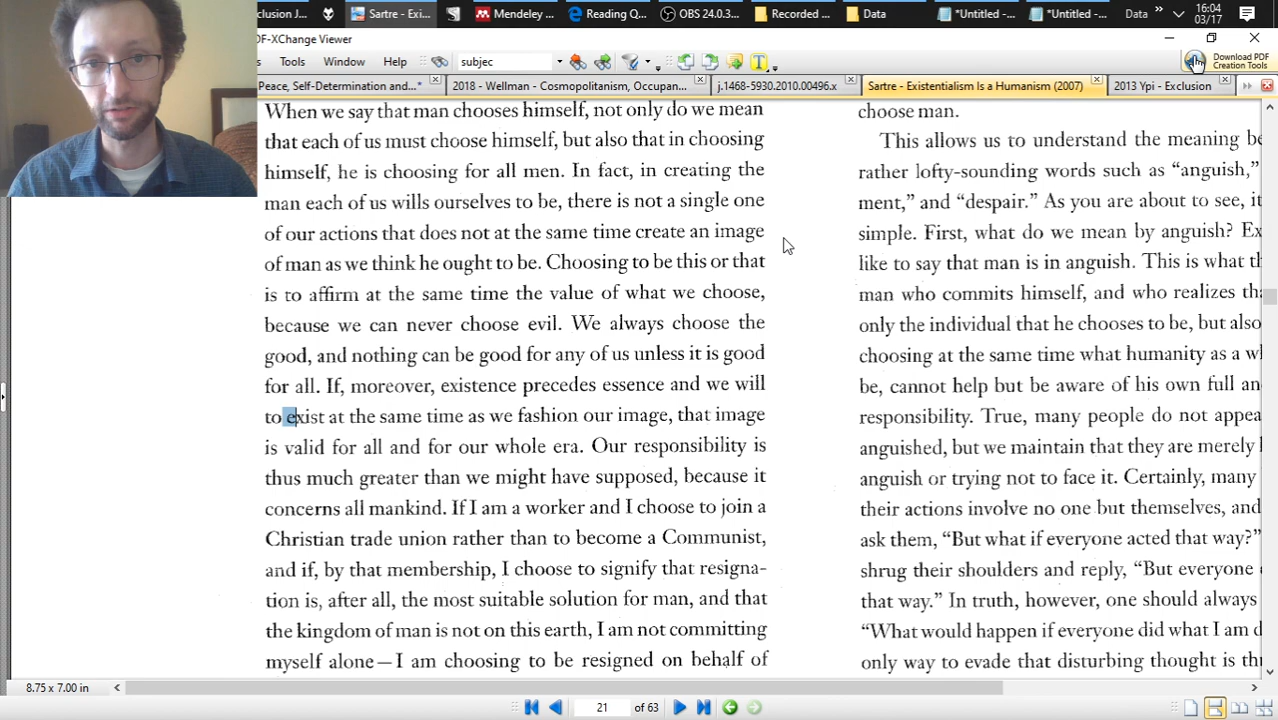 clusion J...
Sartre - Exi...
Mendeley ...
Reading Q...
OBS 24.0.3...
Recorded ...
Data
*Untitled -...
*Untitled -...
Data
»
16:04
03/17
DF-XChange Viewer
Tools
Window
Help
subjec
Download PDF
Creation Tools
Peace, Self-Determination and...
2018 - Wellman - Cosmopolitanism, Occupan...
j.1468-5930.2010.00496.x
Sartre - Existentialism Is a Humanism (2007)
2013 Ypi - Exclusion
When we say that man chooses himself, not only do we mean
that each of us must choose himself, but also that in choosing
himself, he is choosing for all men. In fact, in creating the
man each of us wills ourselves to be, there is not a single one
of our actions that does not at the same time create an image
of man as we think he ought to be. Choosing to be this or that
is to affirm at the same time the value of what we choose,
because we can never choose evil. We always choose the
good, and nothing can be good for any of us unless it is good
for all. If, moreover, existence precedes essence and we will
to exist at the same time as we fashion our image, that image
is valid for all and for our whole era. Our responsibility is
thus much greater than we might have supposed, because it
concerns all mankind. If I am a worker and I choose to join a
Christian trade union rather than to become a Communist,
and if, by that membership, I choose to signify that resigna-
tion is, after all, the most suitable solution for man, and that
the kingdom of man is not on this earth, I am not committing
myself alone—I am choosing to be resigned on behalf of
choose man.
This allows us to understand the meaning be
rather lofty-sounding words such as “anguish,”
ment,” and “despair.” As you are about to see, it
simple. First, what do we mean by anguish? Ex
like to say that man is in anguish. This is what th
man who commits himself, and who realizes tha
only the individual that he chooses to be, but also
choosing at the same time what humanity as a wh
be, cannot help but be aware of his own full an
responsibility. True, many people do not appea
anguished, but we maintain that they are merely
anguish or trying not to face it. Certainly, many
their actions involve no one but themselves, and
ask them, “But what if everyone acted that way?”
shrug their shoulders and reply, “But everyone
that way.” In truth, however, one should always
“What would happen if everyone did what I am d
only way to evade that disturbing thought is thr
8.75 x 7.00 in
21
of 63